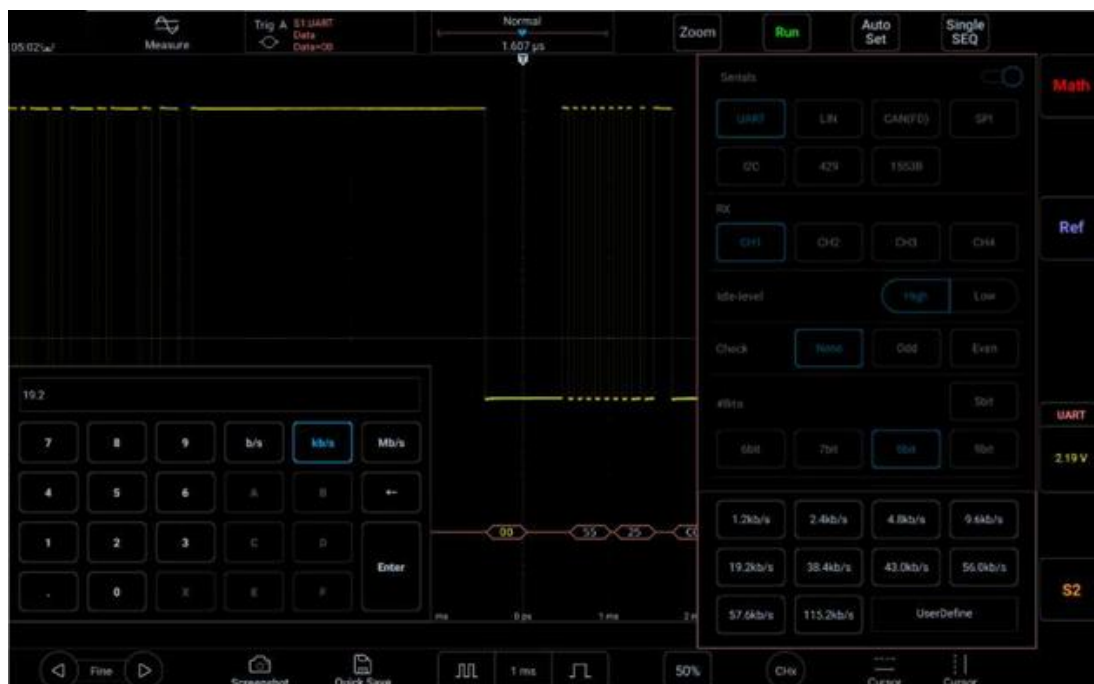 05:02
Measure
Trig A
S1:UART
Data
Data=00
Normal
1.607 µs
T
Zoom
Run
Auto
Set
Single
SEQ
Serials
UART
LIN
CAN(FD)
SPI
I2C
429
1553B
RX
CH1
CH2
CH3
CH4
Idle-level
High
Low
Check
None
Odd
Even
#Bits
5bit
6bit
7bit
8bit
9bit
1.2kb/s
2.4kb/s
4.8kb/s
9.6kb/s
19.2kb/s
38.4kb/s
43.0kb/s
56.0kb/s
57.6kb/s
115.2kb/s
UserDefine
Math
Ref
UART
2.19 V
S2
19.2
7
8
9
b/s
kb/s
Mb/s
4
5
6
A
B
←
1
2
3
C
D
Enter
.
0
X
E
F
00
55
25
ms
0 ps
1 ms
Fine
Screenshot
Quick Save
1 ms
50%
CHx
Cursor
Cursor